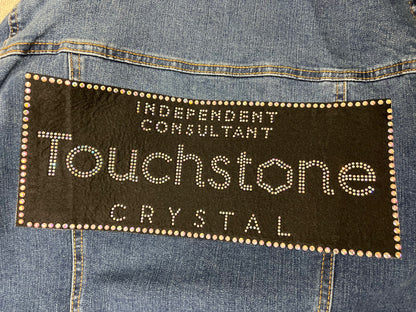 INDEPENDENT
CONSULTANT
Touchstone
CRYSTAL